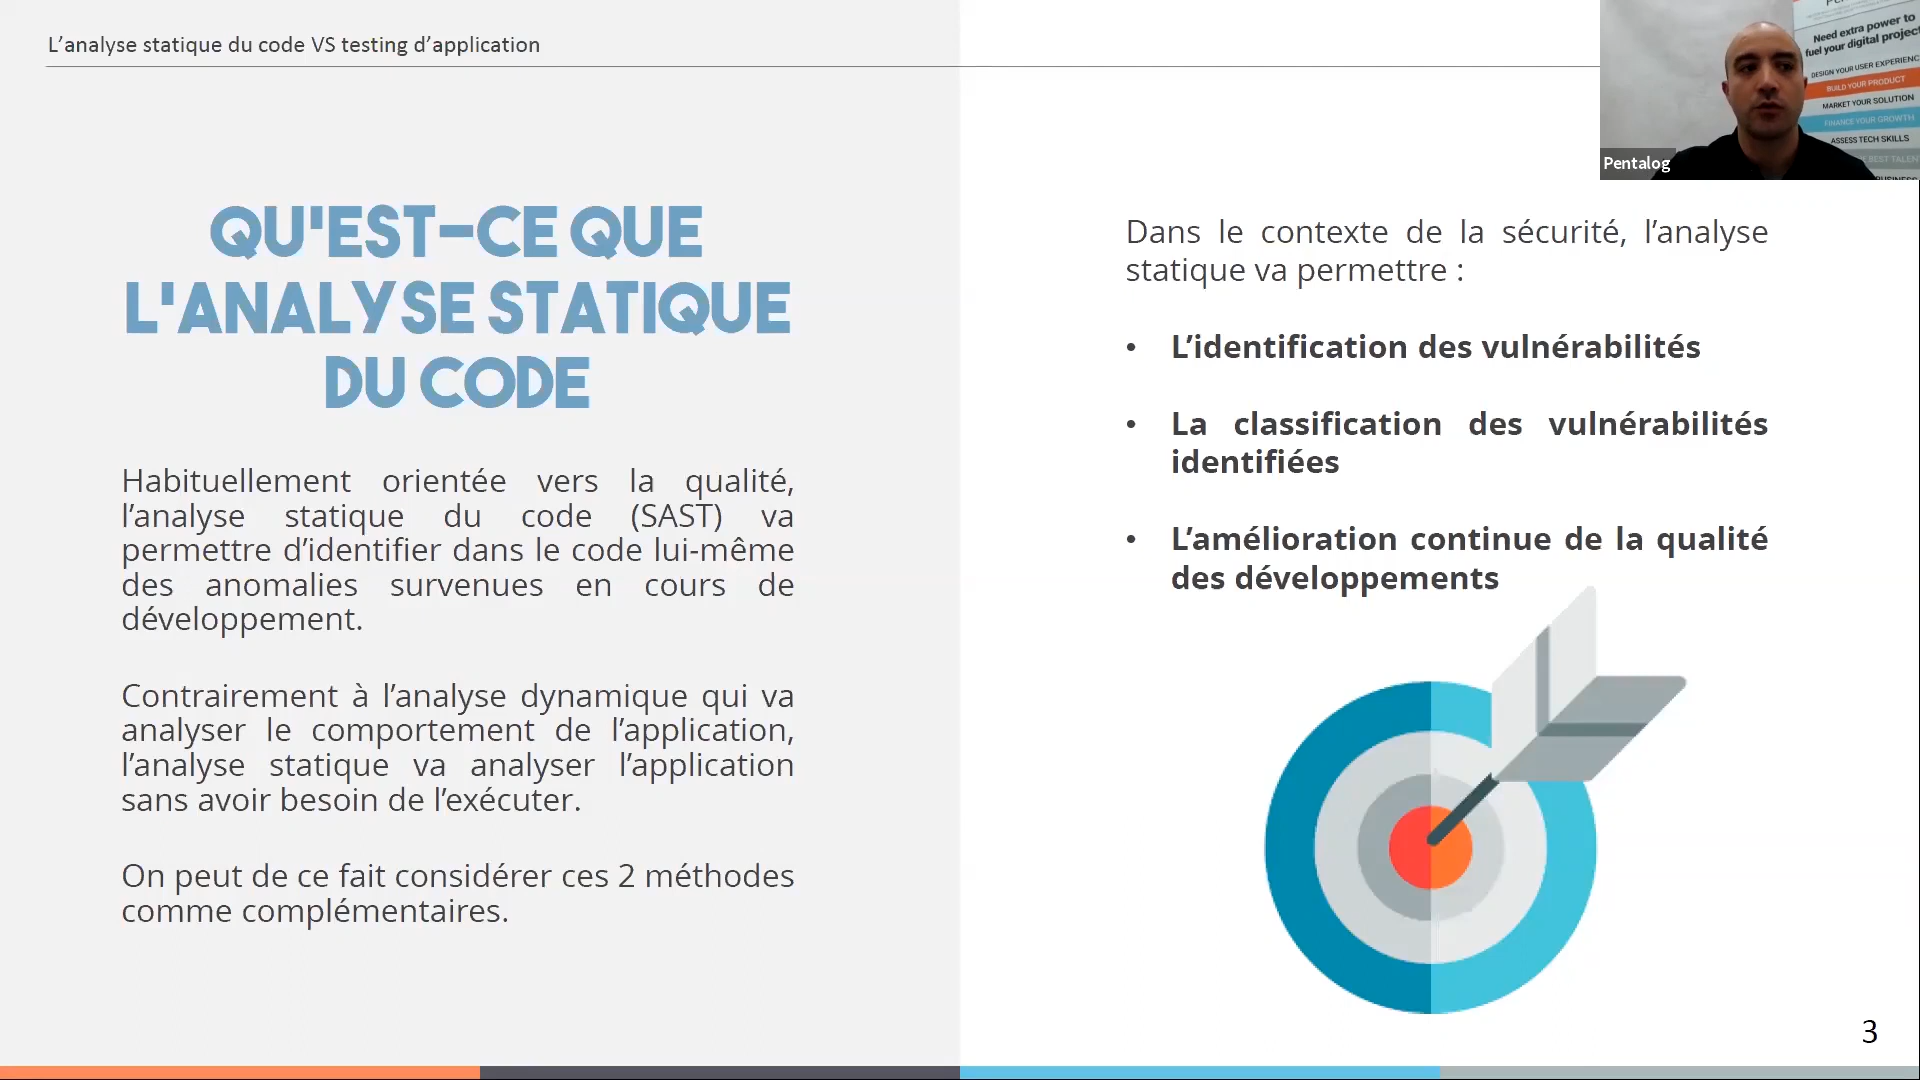 L’analyse statique du code VS testing d’application
QU'EST-CE QUE
L'ANALYSE STATIQUE
DU CODE
Habituellement orientée vers la qualité,
l’analyse statique du code (SAST) va
permettre d’identifier dans le code lui-même
des anomalies survenues en cours de
développement.
Contrairement à l’analyse dynamique qui va
analyser le comportement de l’application,
l’analyse statique va analyser l’application
sans avoir besoin de l’exécuter.
On peut de ce fait considérer ces 2 méthodes
comme complémentaires.
Dans le contexte de la sécurité, l’analyse
statique va permettre :
• L’identification des vulnérabilités
• La classification des vulnérabilités
identifiées
• L’amélioration continue de la qualité
des développements
3
Need extra power to
fuel your digital project
DESIGN YOUR USER EXPERIENC
BUILD YOUR PRODUCT
MARKET YOUR SOLUTION
FINANCE YOUR GROWTH
ASSESS TECH SKILLS
BEST TALENT
Pentalog